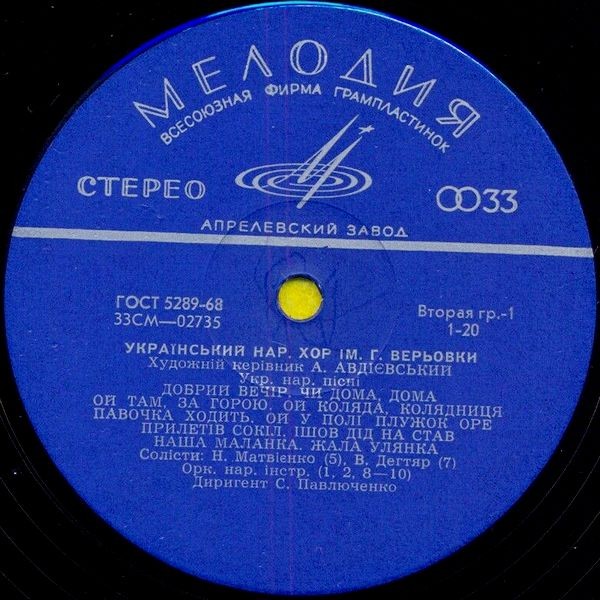 МЕЛОДИЯ
ВСЕСОЮЗНАЯ ФИРМА ГРАМПЛАСТИНОК
СТЕРЕО
33
АПРЕЛЕВСКИЙ ЗАВОД
ГОСТ 5289-68
33СМ—02735
Вторая гр.-1
1-20
УКРАЇНСЬКИЙ НАР. ХОР ІМ. Г. ВЕРЬОВКИ
Художній керівник А. АВДІЄВСЬКИЙ
Укр. нар. пісні
ДОБРИЙ ВЕЧІР, ЧИ ДОМА, ДОМА
ОЙ ТАМ, ЗА ГОРОЮ, ОЙ КОЛЯДА, КОЛЯДНИЦЯ
ПАВОЧКА ХОДИТЬ, ОЙ У ПОЛІ ПЛУЖОК ОРЕ
ПРИЛЕТІВ СОКІЛ. ІШОВ ДІД НА СТАВ
НАША МАЛАНКА. ЖАЛА УЛЯНКА
Солісти: Н. Матвієнко (5), В. Дегтяр (7)
Орк. нар. інстр. (1, 2, 8—10)
Диригент С. Павлюченко